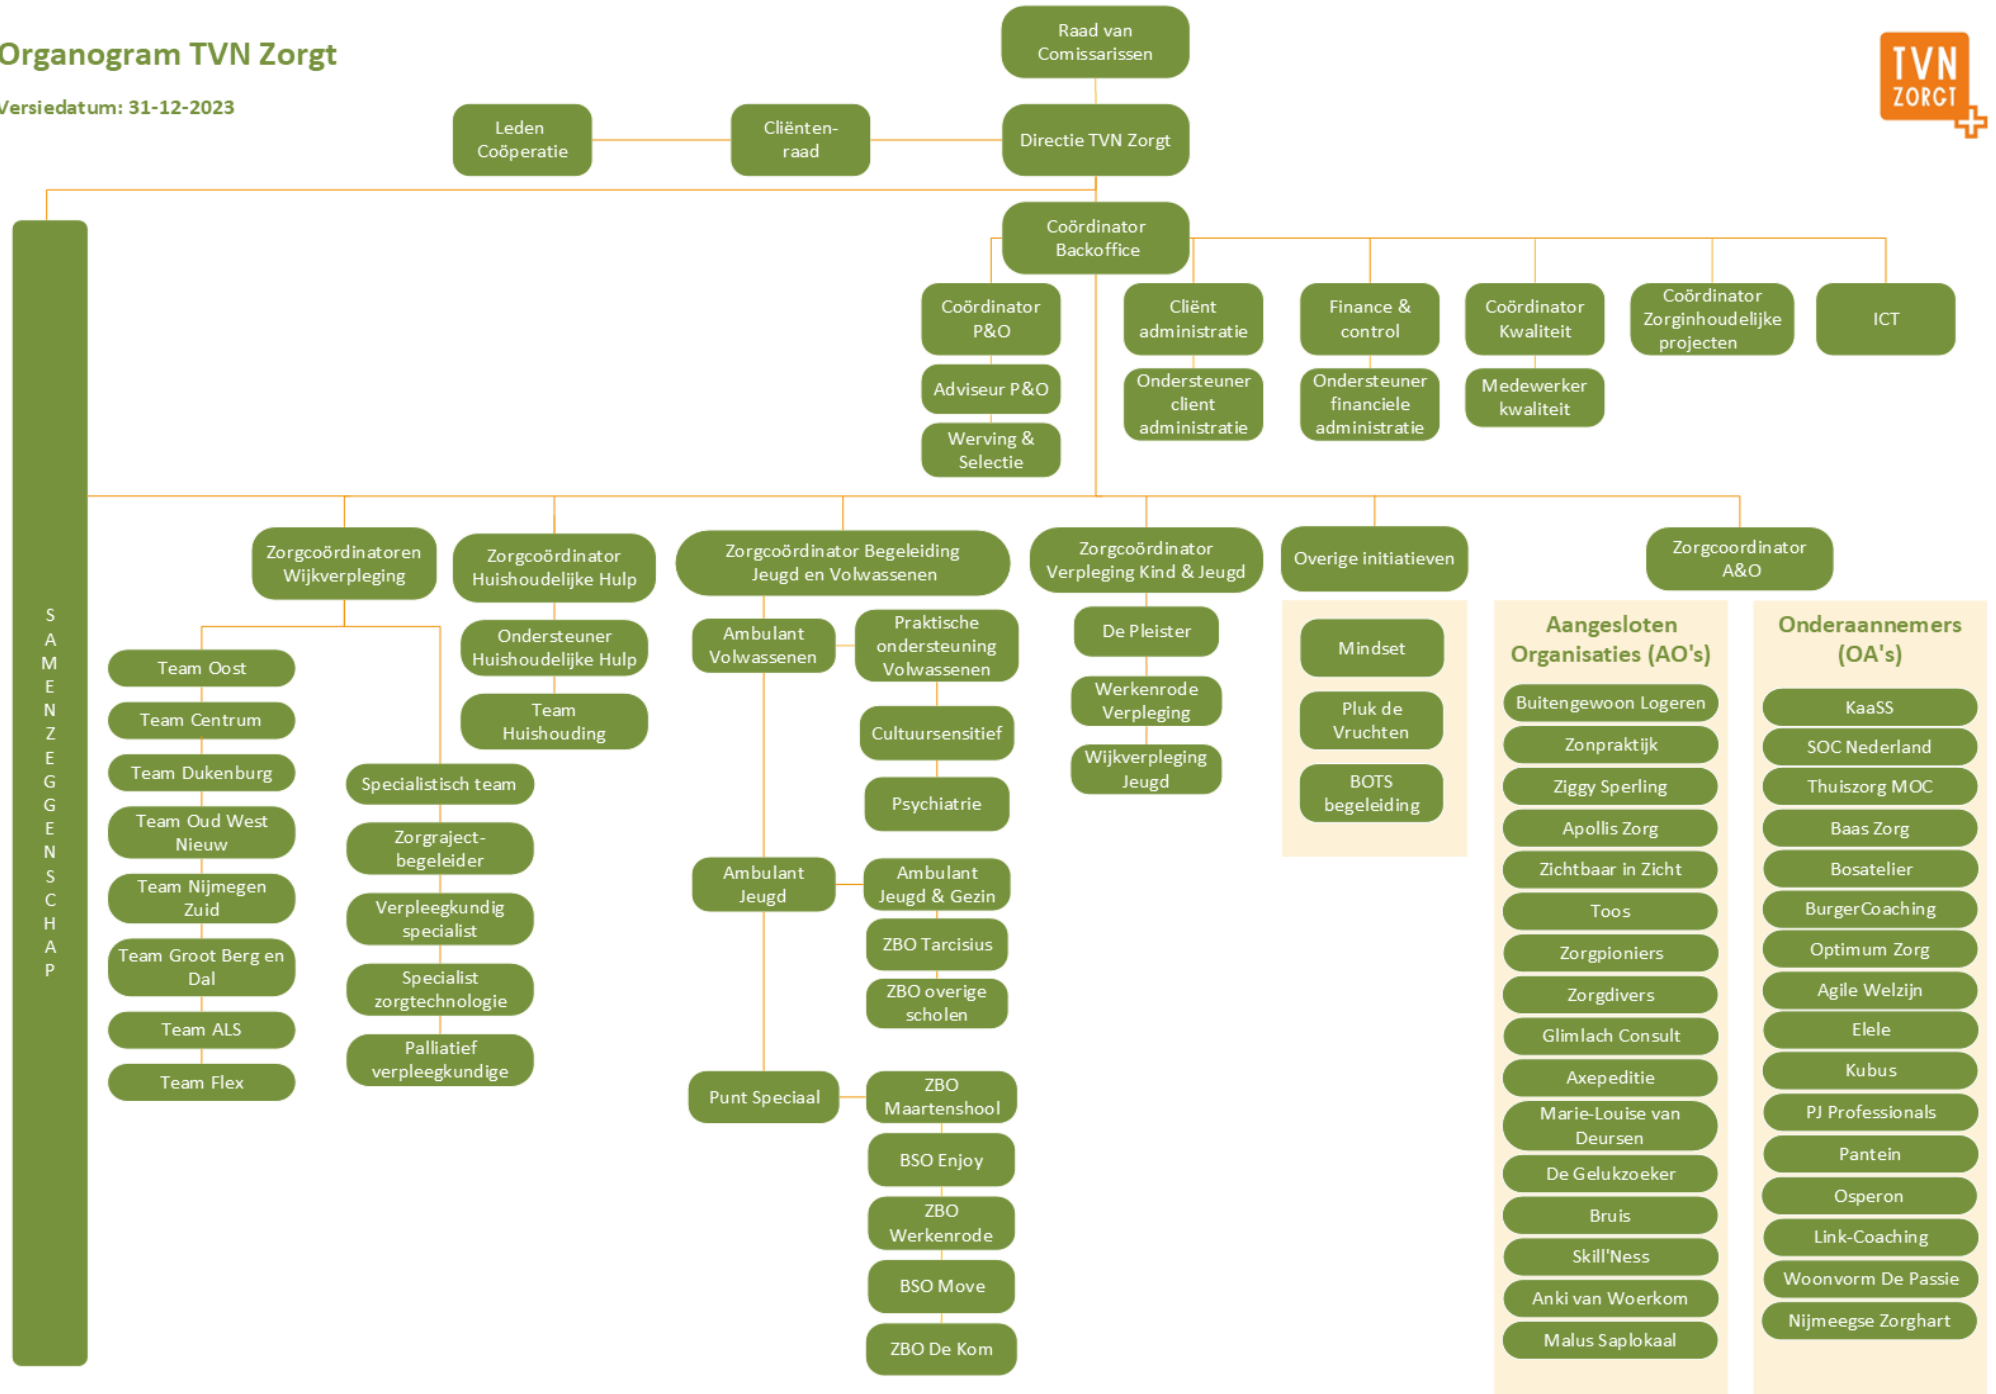 Organogram TVN Zorgt
Versiedatum: 31-12-2023
TVN
ZORGT
Raad van
Comissarissen
Leden
Coöperatie
Cliënten-
raad
Directie TVN Zorgt
Coördinator
Backoffice
Coördinator
P&O
Adviseur P&O
Werving &
Selectie
Cliënt
administratie
Ondersteuner
client
administratie
Finance &
control
Ondersteuner
financiele
administratie
Coördinator
Kwaliteit
Medewerker
kwaliteit
Coördinator
Zorginhoudelijke
projecten
ICT
S
A
M
E
N
Z
E
G
G
E
N
S
C
H
A
P
Zorgcoördinatoren
Wijkverpleging
Team Oost
Team Centrum
Team Dukenburg
Team Oud West
Nieuw
Team Nijmegen
Zuid
Team Groot Berg en
Dal
Team ALS
Team Flex
Specialistisch team
Zorgraject-
begeleider
Verpleegkundig
specialist
Specialist
zorgtechnologie
Palliatief
verpleegkundige
Zorgcoördinator
Huishoudelijke Hulp
Ondersteuner
Huishoudelijke Hulp
Team
Huishouding
Zorgcoördinator Begeleiding
Jeugd en Volwassenen
Ambulant
Volwassenen
Praktische
ondersteuning
Volwassenen
Cultuursensitief
Psychiatrie
Ambulant
Jeugd
Ambulant
Jeugd & Gezin
ZBO Tarcisius
ZBO overige
scholen
Punt Speciaal
ZBO
Maartenshool
BSO Enjoy
ZBO
Werkenrode
BSO Move
ZBO De Kom
Zorgcoördinator
Verpleging Kind & Jeugd
De Pleister
Werkenrode
Verpleging
Wijkverpleging
Jeugd
Overige initiatieven
Mindset
Pluk de
Vruchten
BOTS
begeleiding
Zorgcoordinator
A&O
Aangesloten
Organisaties (AO's)
Buitengewoon Logeren
Zonpraktijk
Ziggy Sperling
Apollis Zorg
Zichtbaar in Zicht
Toos
Zorgpioniers
Zorgdivers
Glimlach Consult
Axepeditie
Marie-Louise van
Deursen
De Gelukzoeker
Bruis
Skill'Ness
Anki van Woerkom
Malus Saplokaal
Onderaannemers
(OA's)
KaaSS
SOC Nederland
Thuiszorg MOC
Baas Zorg
Bosatelier
BurgerCoaching
Optimum Zorg
Agile Welzijn
Elele
Kubus
PJ Professionals
Pantein
Osperon
Link-Coaching
Woonvorm De Passie
Nijmeegse Zorghart